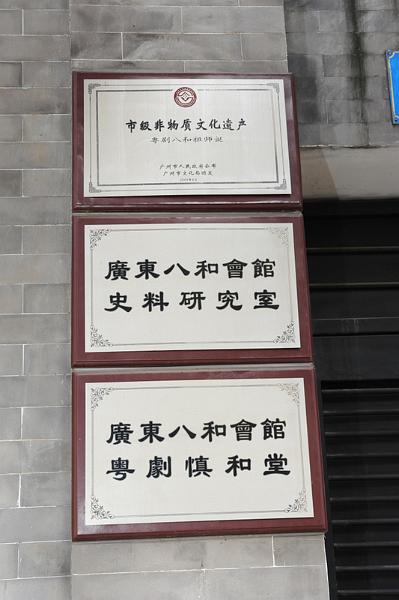 市级非物质文化遗产
粤剧八和祖师诞
广州市人民政府公布
广州市文化局颁发
廣東八和會館
史料研究室
廣東八和會館
粤劇慎和堂